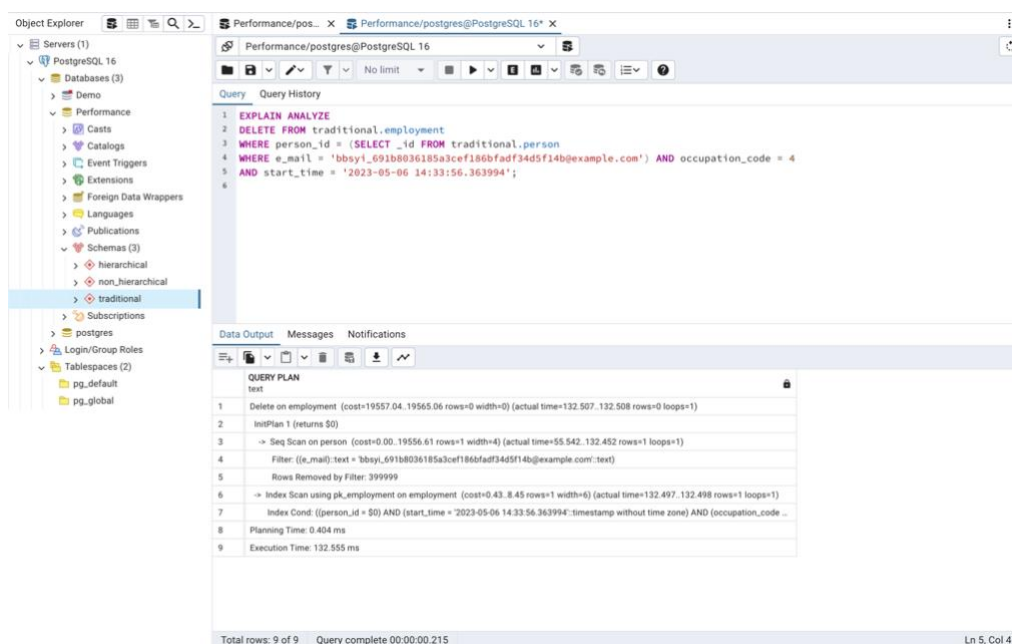 Object Explorer
Performance/pos...
Performance/postgres@PostgreSQL 16*
Servers (1)
PostgreSQL 16
Databases (3)
Demo
Performance
Casts
Catalogs
Event Triggers
Extensions
Foreign Data Wrappers
Languages
Publications
Schemas (3)
hierarchical
non_hierarchical
traditional
Subscriptions
postgres
Login/Group Roles
Tablespaces (2)
pg_default
pg_global
Performance/postgres@PostgreSQL 16
No limit
Query Query History
1 EXPLAIN ANALYZE
2 DELETE FROM traditional.employment
3 WHERE person_id = (SELECT _id FROM traditional.person
4 WHERE e_mail = 'bbsyi_691b8036185a3cef186bfadf34d5f14b@example.com') AND occupation_code = 4
5 AND start_time = '2023-05-06 14:33:56.363994';
6
Data Output Messages Notifications
QUERY PLAN
text
1 Delete on employment (cost=19557.04..19565.06 rows=0 width=0) (actual time=132.507..132.508 rows=0 loops=1)
2 InitPlan 1 (returns $0)
3 -> Seq Scan on person (cost=0.00..19556.61 rows=1 width=4) (actual time=55.542..132.452 rows=1 loops=1)
4 Filter: ((e_mail)::text = 'bbsyi_691b8036185a3cef186bfadf34d5f14b@example.com'::text)
5 Rows Removed by Filter: 399999
6 -> Index Scan using pk_employment on employment (cost=0.43..8.45 rows=1 width=6) (actual time=132.497..132.498 rows=1 loops=1)
7 Index Cond: ((person_id = $0) AND (start_time = '2023-05-06 14:33:56.363994'::timestamp without time zone) AND (occupation_code ...
8 Planning Time: 0.404 ms
9 Execution Time: 132.555 ms
Total rows: 9 of 9 Query complete 00:00:00.215
Ln 5, Col 4